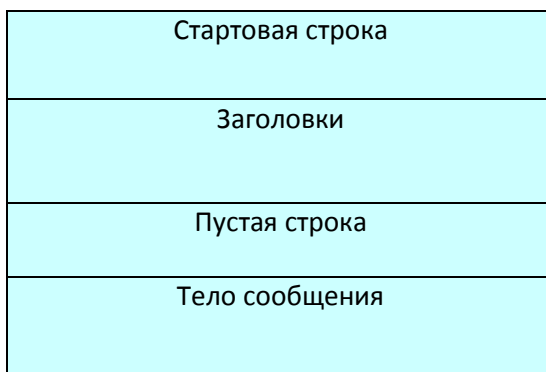 Стартовая строка
Заголовки
Пустая строка
Тело сообщения